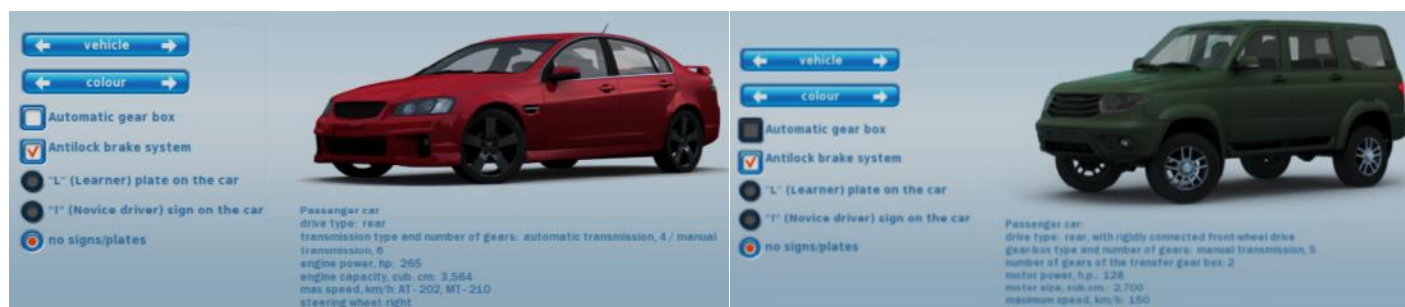 vehicle
colour
Automatic gear box
Antilock brake system
"L" (Learner) plate on the car
"!" (Novice driver) sign on the car
no signs/plates
Passenger car
drive type: rear
transmission type and number of gears: automatic transmission, 4 / manual
transmission, 6
engine power, hp: 265
engine capacity, cub. cm: 3,564
max speed, km/h: AT - 202, MT - 210
steering wheel: right
vehicle
colour
Automatic gear box
Antilock brake system
"L" (Learner) plate on the car
"!" (Novice driver) sign on the car
no signs/plates
Passenger car:
drive type: rear, with rigidly connected front-wheel drive
gear-box type and number of gears: manual transmission, 5
number of gears of the transfer gear box: 2
motor power, h.p.: 128
motor size, cub.cm.: 2,700
maximum speed, km/h: 150